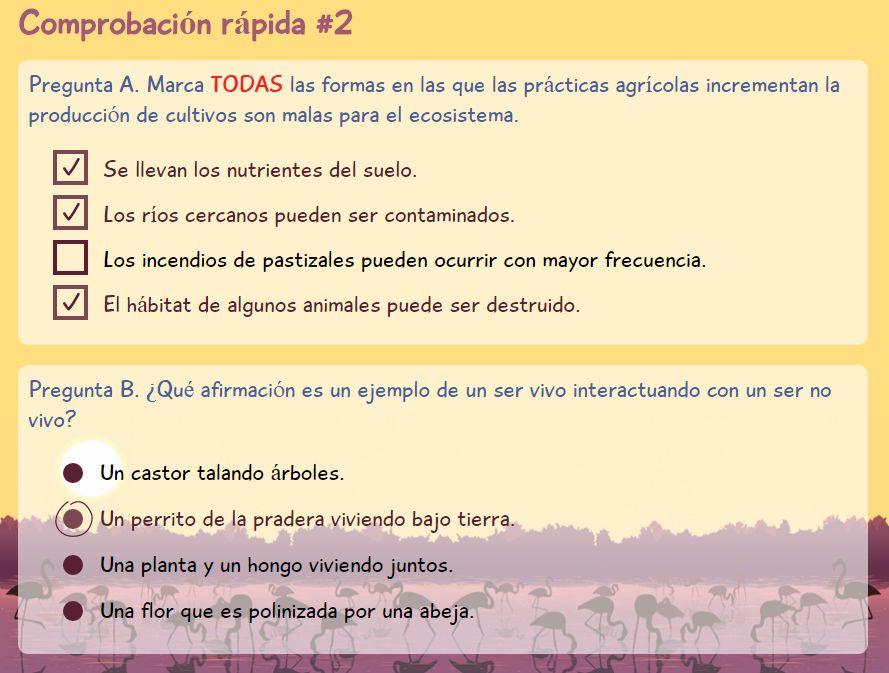 Comprobación rápida #2
Pregunta A. Marca TODAS las formas en las que las prácticas agrícolas incrementan la
producción de cultivos son malas para el ecosistema.
Se llevan los nutrientes del suelo.
Los ríos cercanos pueden ser contaminados.
Los incendios de pastizales pueden ocurrir con mayor frecuencia.
El hábitat de algunos animales puede ser destruido.
Pregunta B. ¿Qué afirmación es un ejemplo de un ser vivo interactuando con un ser no
vivo?
Un castor talando árboles.
Un perrito de la pradera viviendo bajo tierra.
Una planta y un hongo viviendo juntos.
Una flor que es polinizada por una abeja.